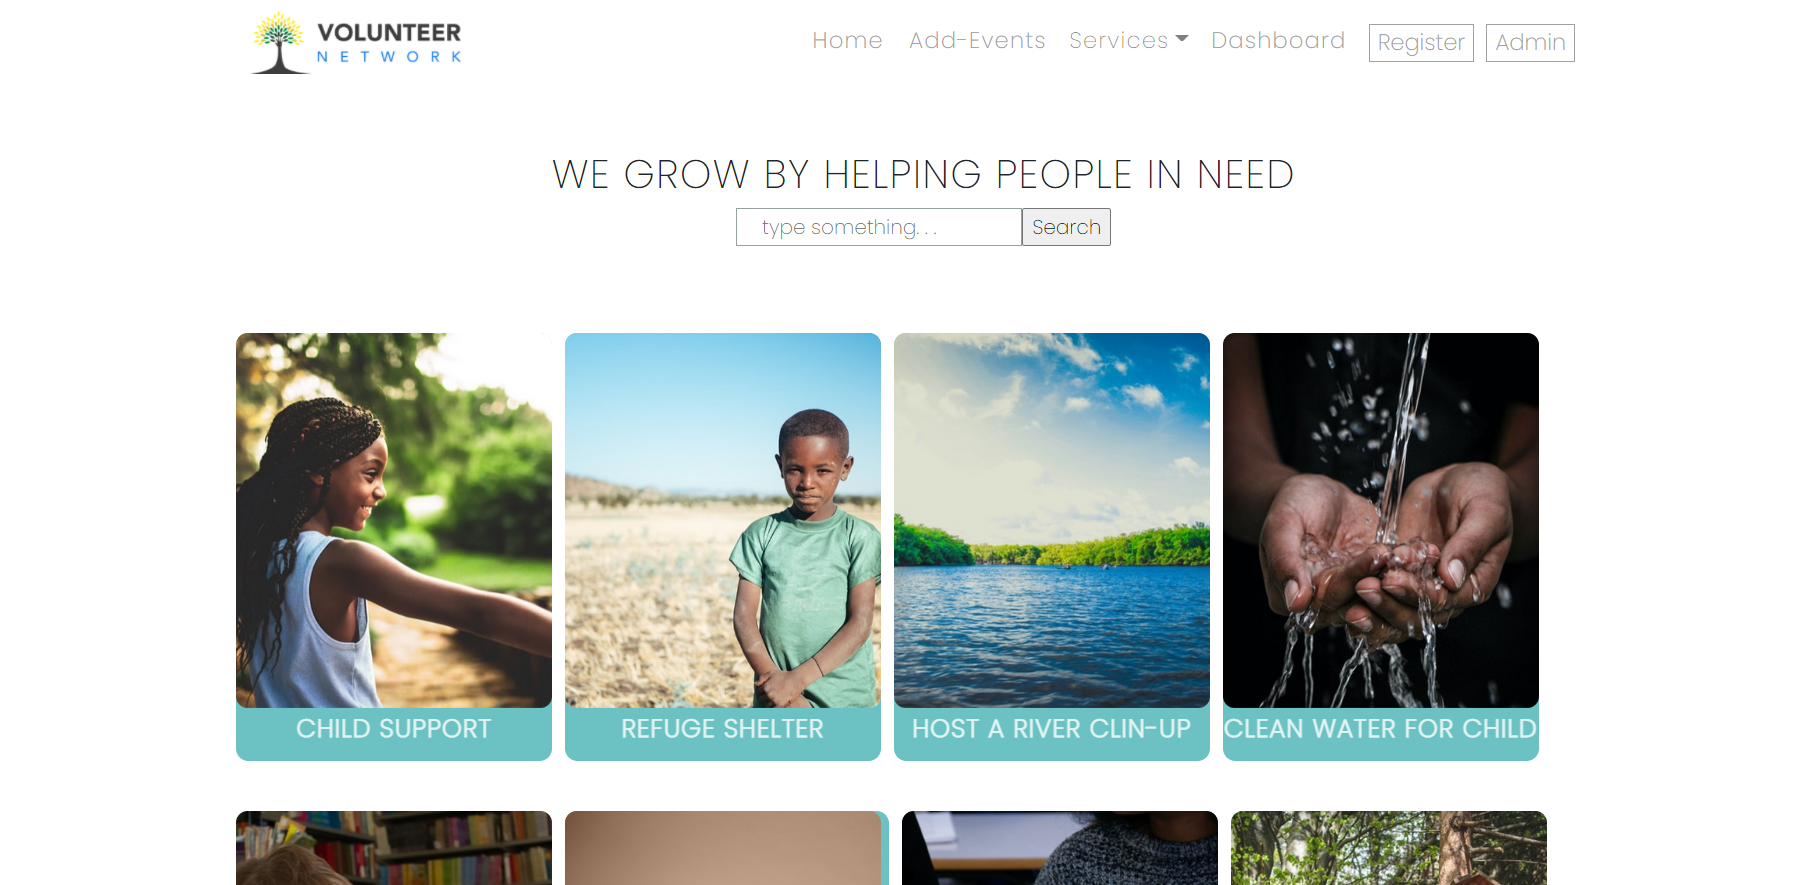 VOLUNTEER
NETWORK
Home Add-Events Services Dashboard Register Admin
WE GROW BY HELPING PEOPLE IN NEED
type something. . . Search
CHILD SUPPORT
REFUGE SHELTER
HOST A RIVER CLIN-UP
CLEAN WATER FOR CHILD